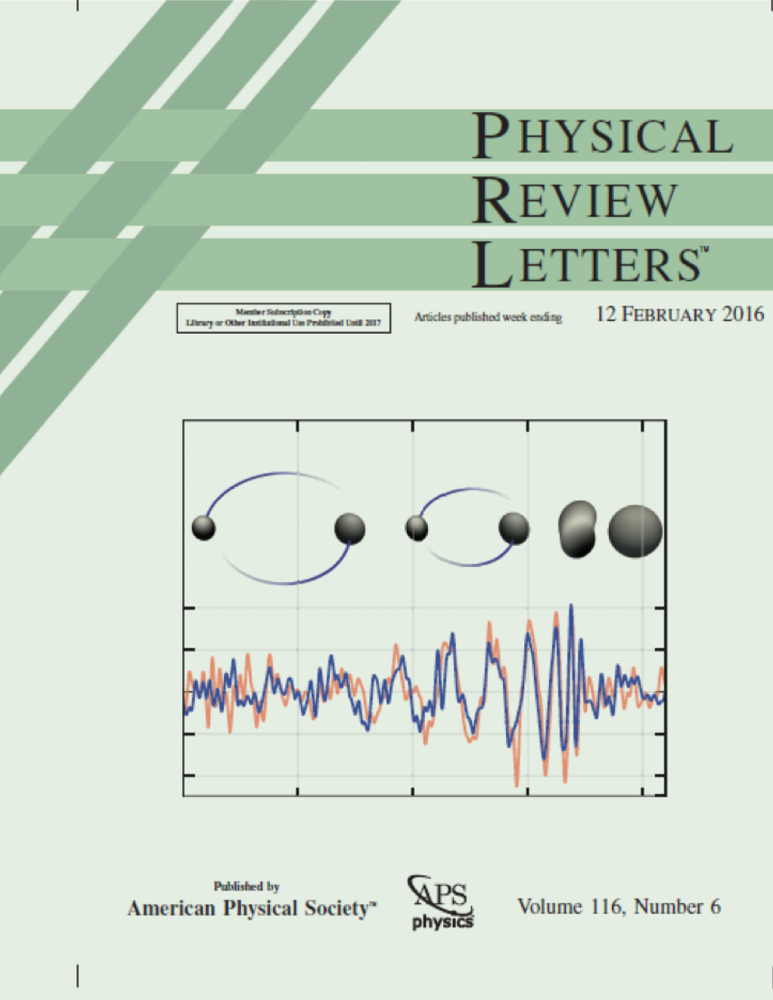 PHYSICAL
REVIEW
LETTERS™
Member Subscription Copy
Library or Other Institutional Use Prohibited Until 2017
Articles published week ending
12 FEBRUARY 2016
Published by
American Physical Society™
APS
physics
Volume 116, Number 6